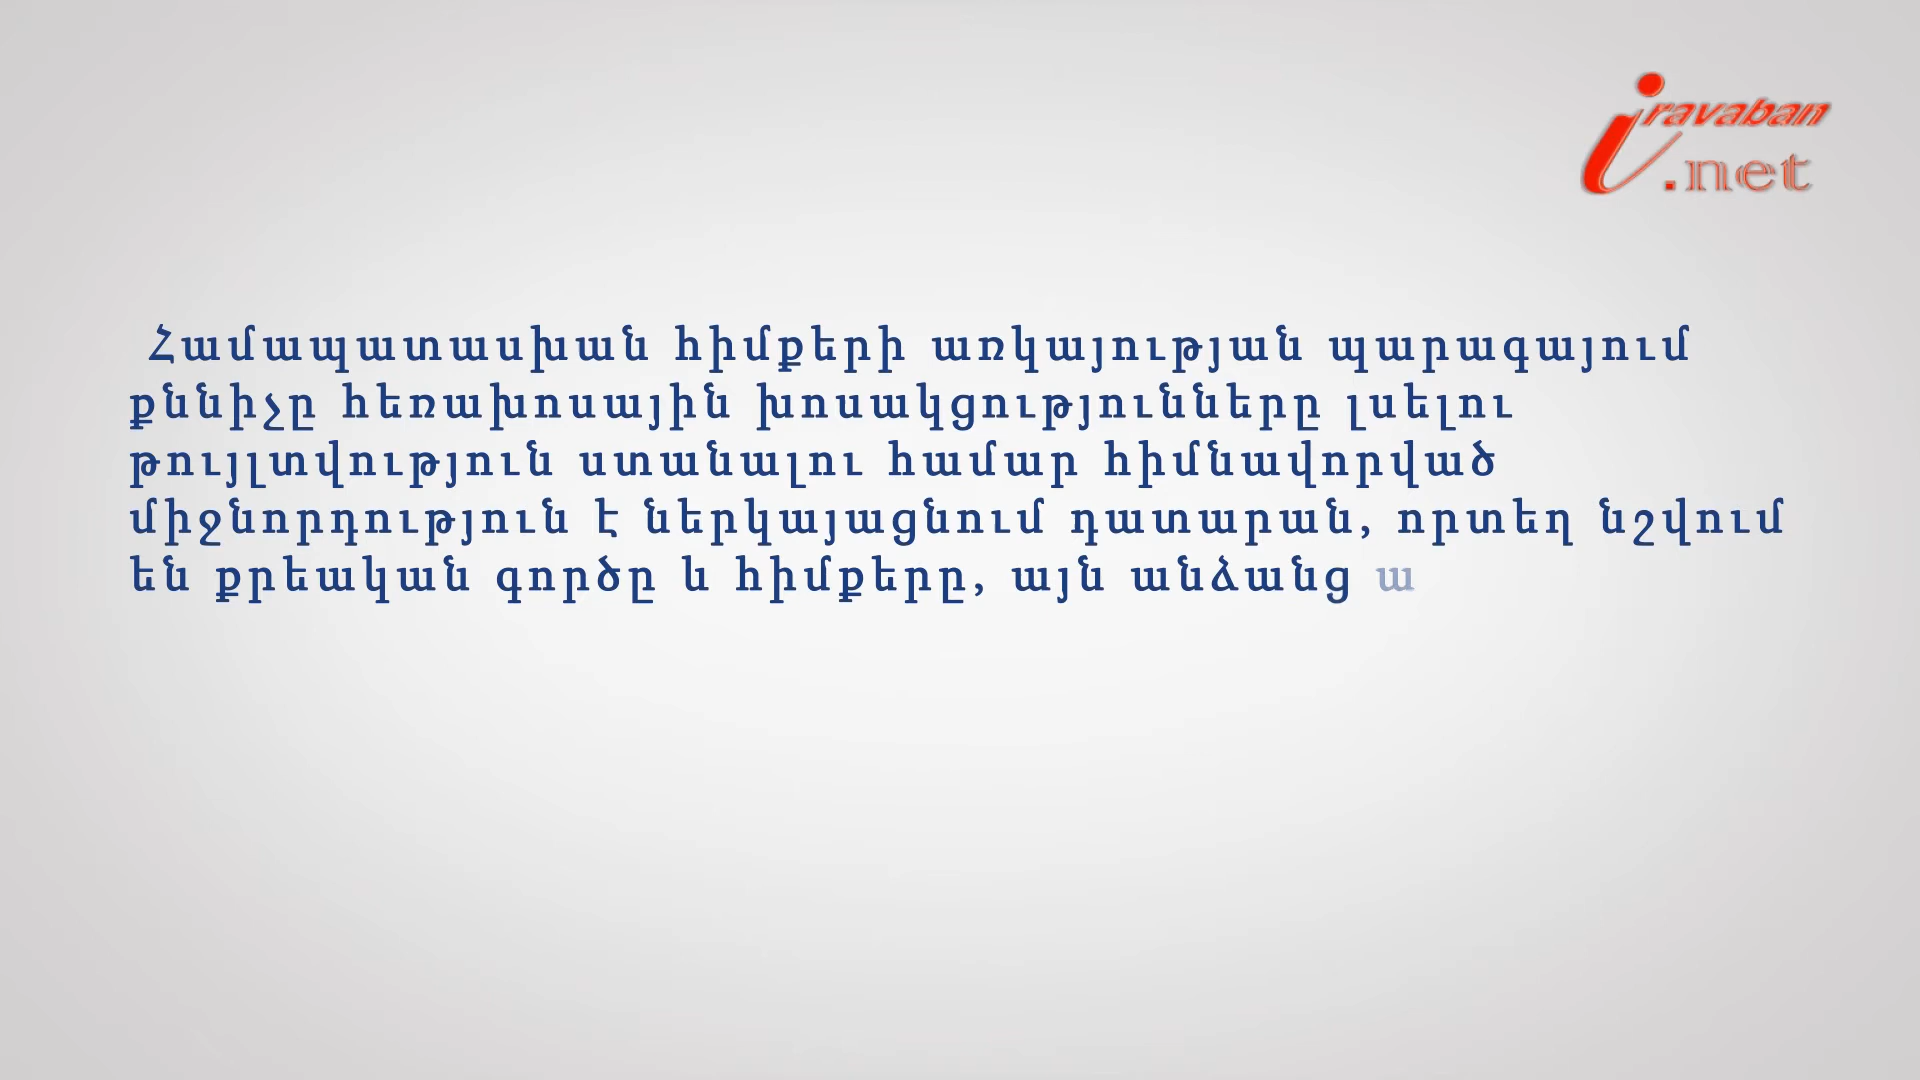 iravaban
.net
Համապատասխան հիմքերի առկայության պարագայում
քննիչը հեռախոսային խոսակցությունները լսելու
թույլտվություն ստանալու համար հիմնավորված
միջնորդություն է ներկայացնում դատարան, որտեղ նշվում
են քրեական գործը և հիմքերը, այն անձանց ա